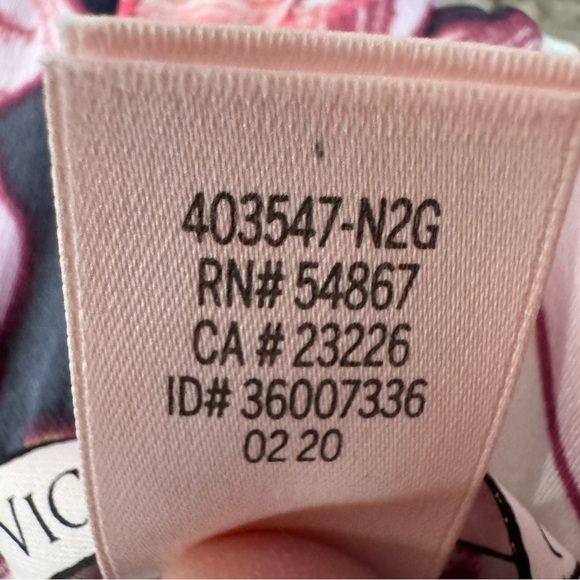 403547-N2G
RN# 54867
CA # 23226
ID# 36007336
02 20
VIC